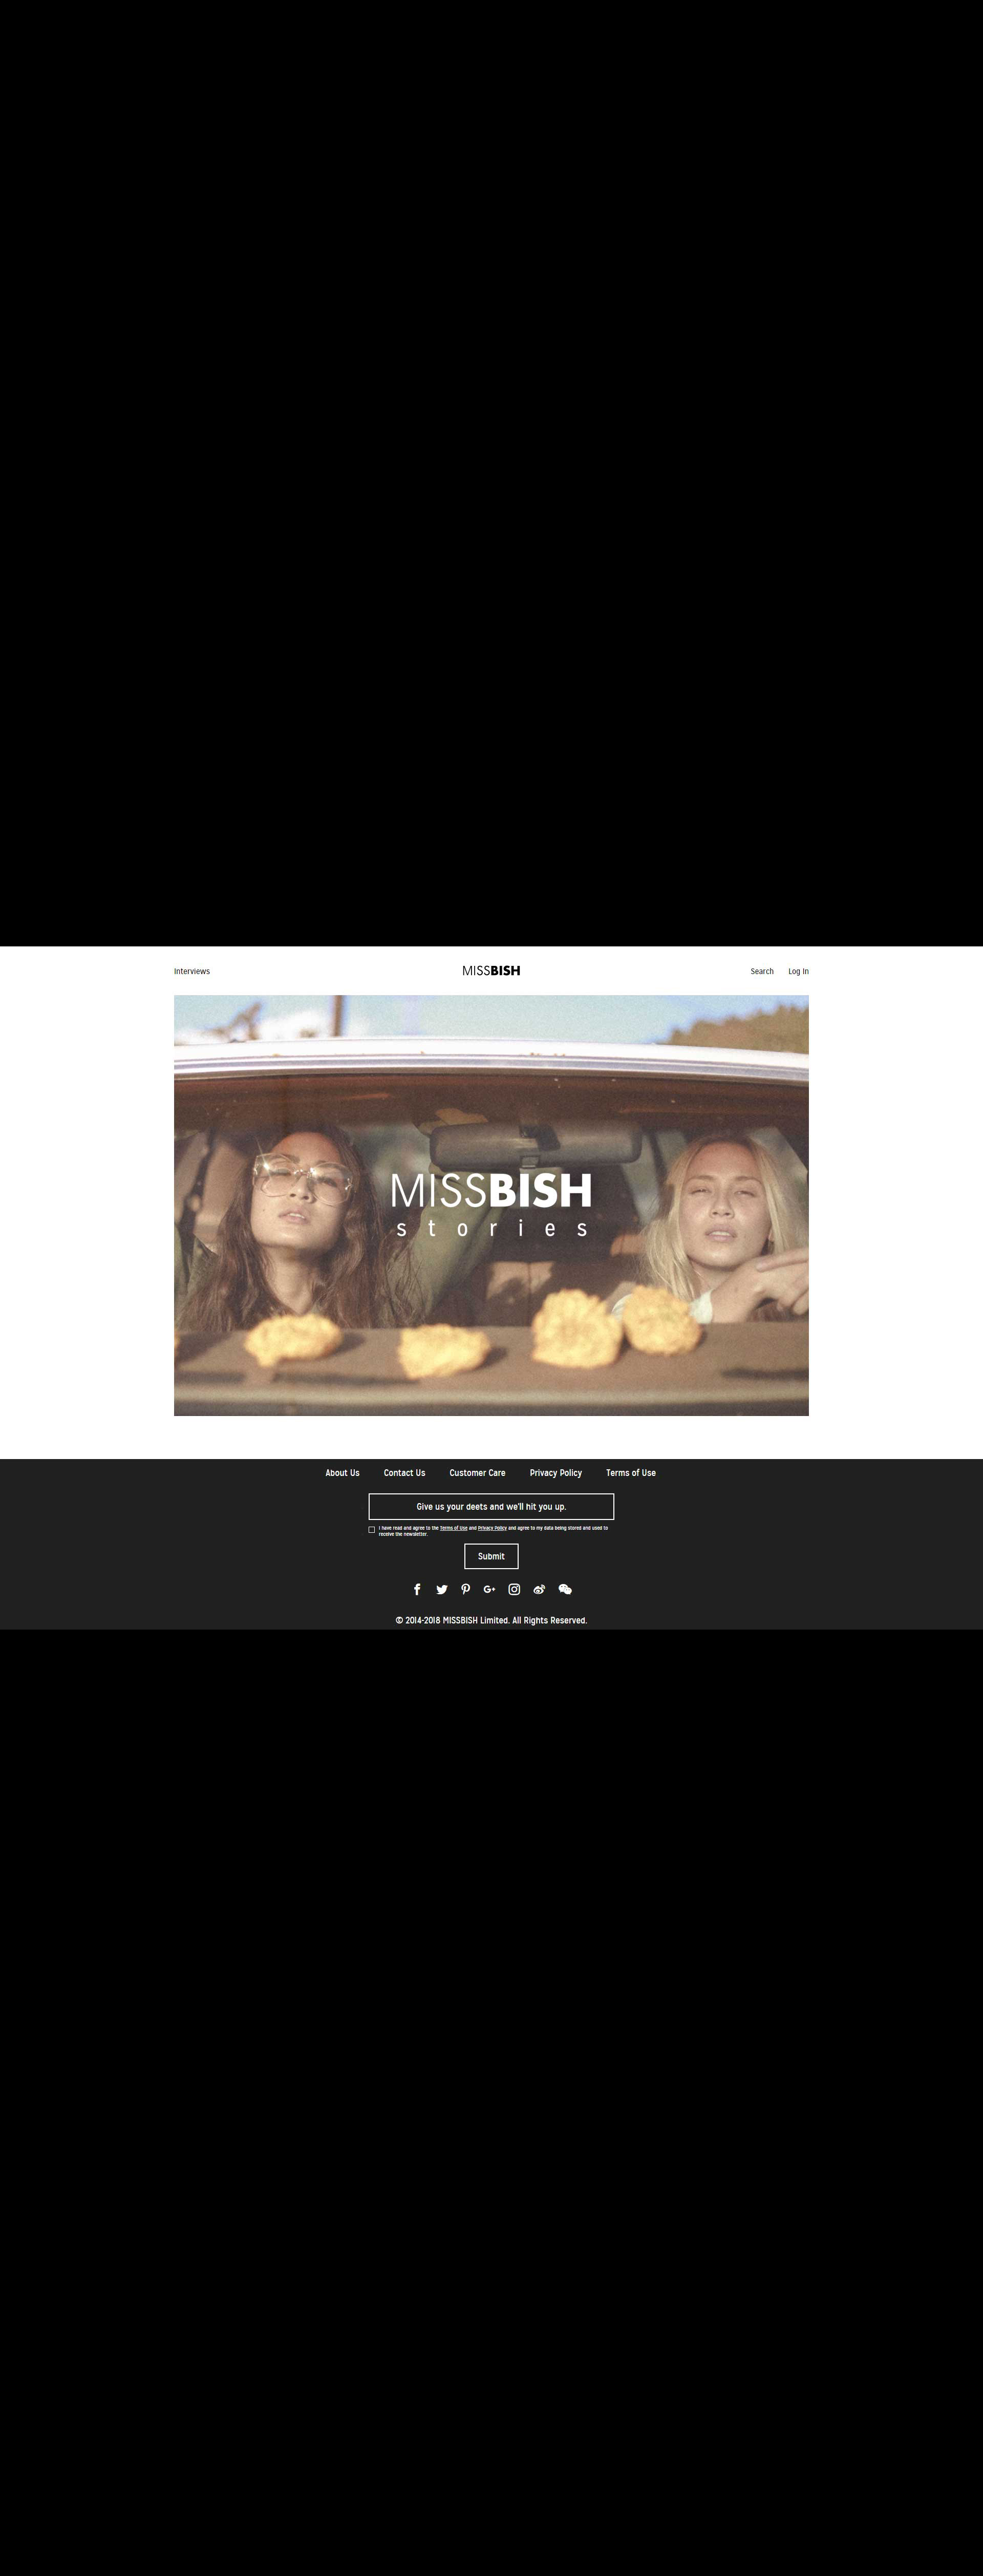 Interviews MISSBISH Search Log In
MISSBISH
stories
About Us Contact Us Customer Care Privacy Policy Terms of Use
Give us your deets and we'll hit you up.
I have read and agree to the Terms of Use and Privacy Policy and agree to my data being stored and used to
receive the newsletter.
Submit
© 2014-2018 MISSBISH Limited. All Rights Reserved.